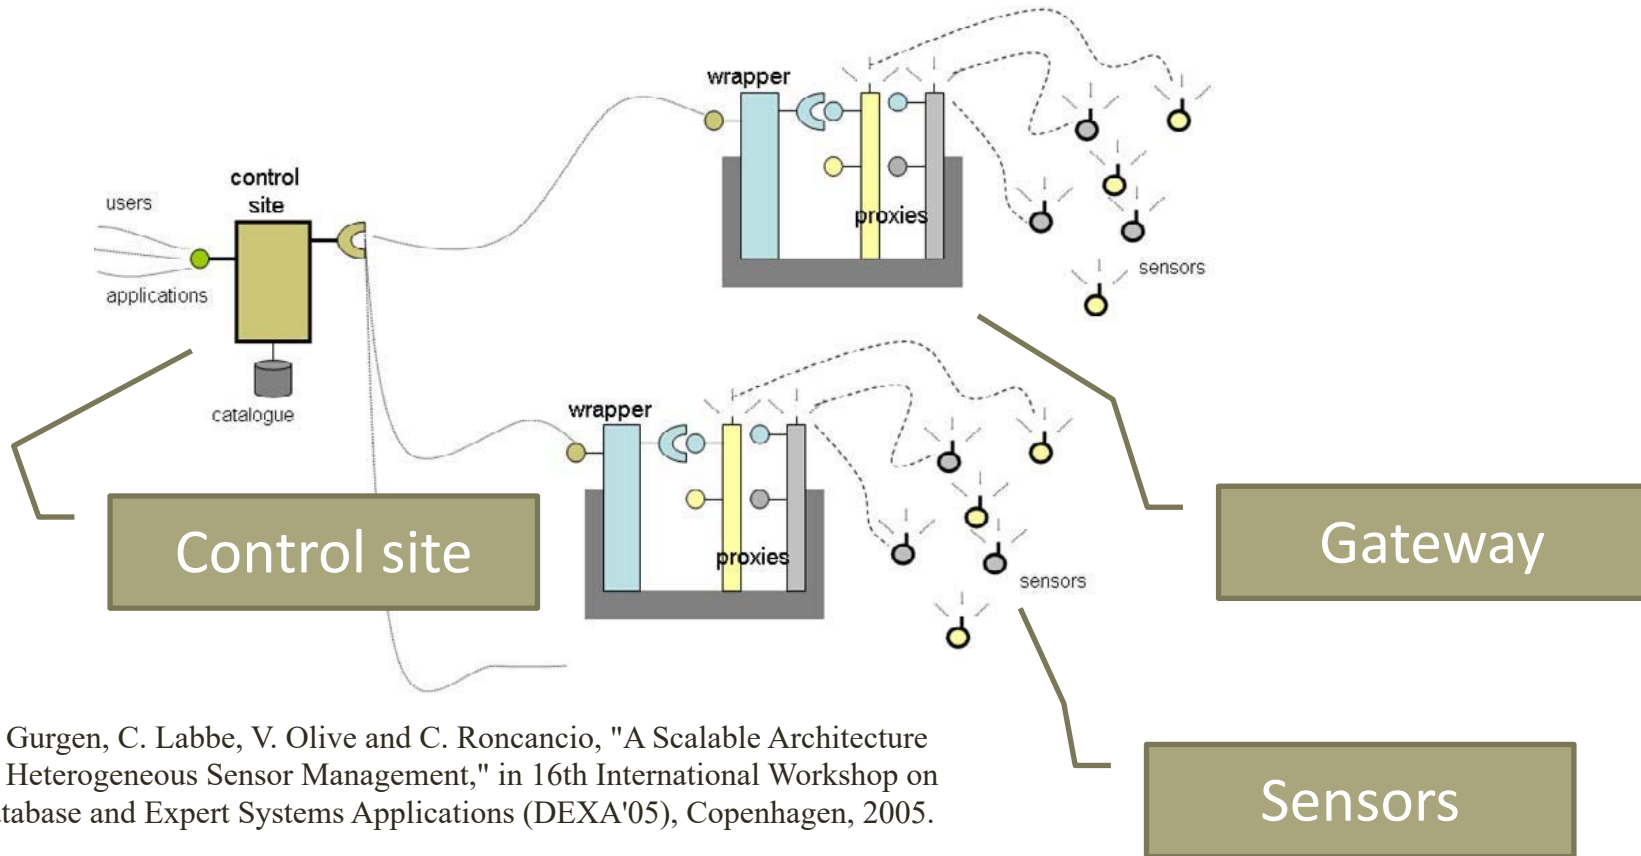 wrapper
control
site
users
proxies
sensors
applications
catalogue
wrapper
Control site
Gateway
proxies
sensors
Gurgen, C. Labbe, V. Olive and C. Roncancio, "A Scalable Architecture
Heterogeneous Sensor Management," in 16th International Workshop on
tabase and Expert Systems Applications (DEXA'05), Copenhagen, 2005.
Sensors